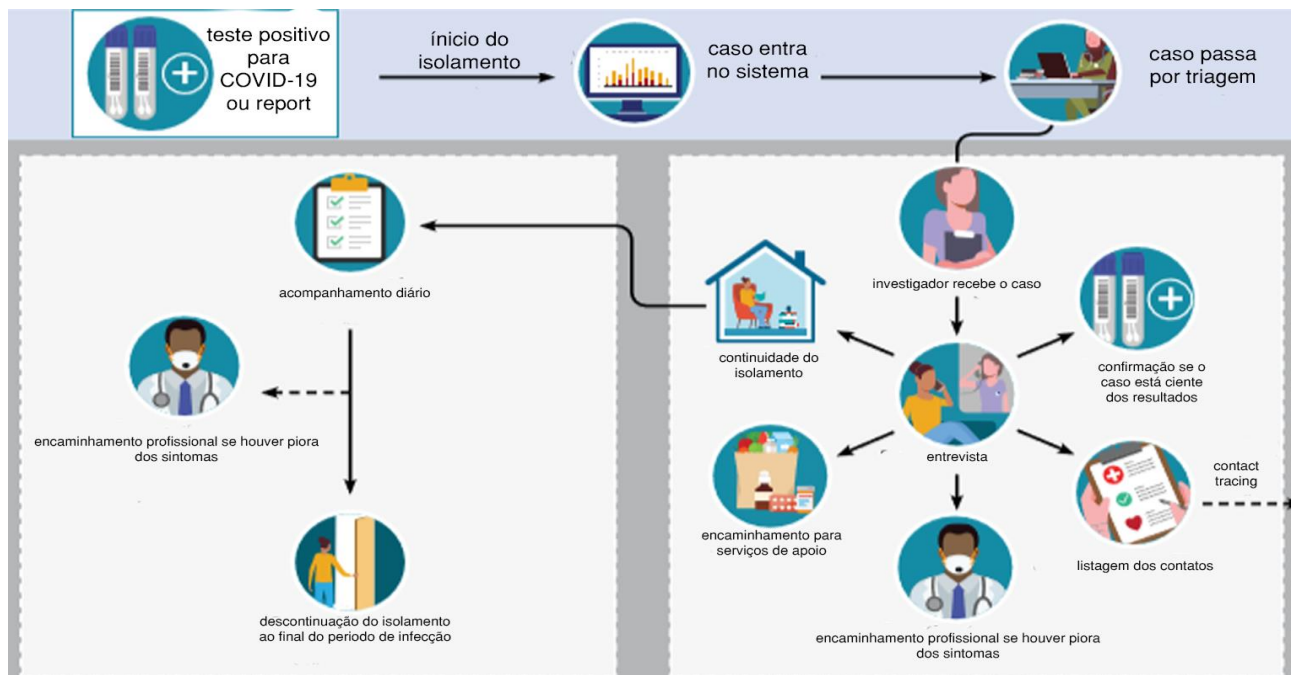 teste positivo
para
COVID-19
ou report
ínicio do
isolamento
caso entra
no sistema
caso passa
por triagem
acompanhamento diário
encaminhamento profissional se houver piora
dos sintomas
descontinuação do isolamento
ao final do periodo de infecção
investigador recebe o caso
continuidade do
isolamento
confirmação se o
caso está ciente
dos resultados
entrevista
encaminhamento para
serviços de apoio
contact
tracing
listagem dos contatos
encaminhamento profissional se houver piora
dos sintomas